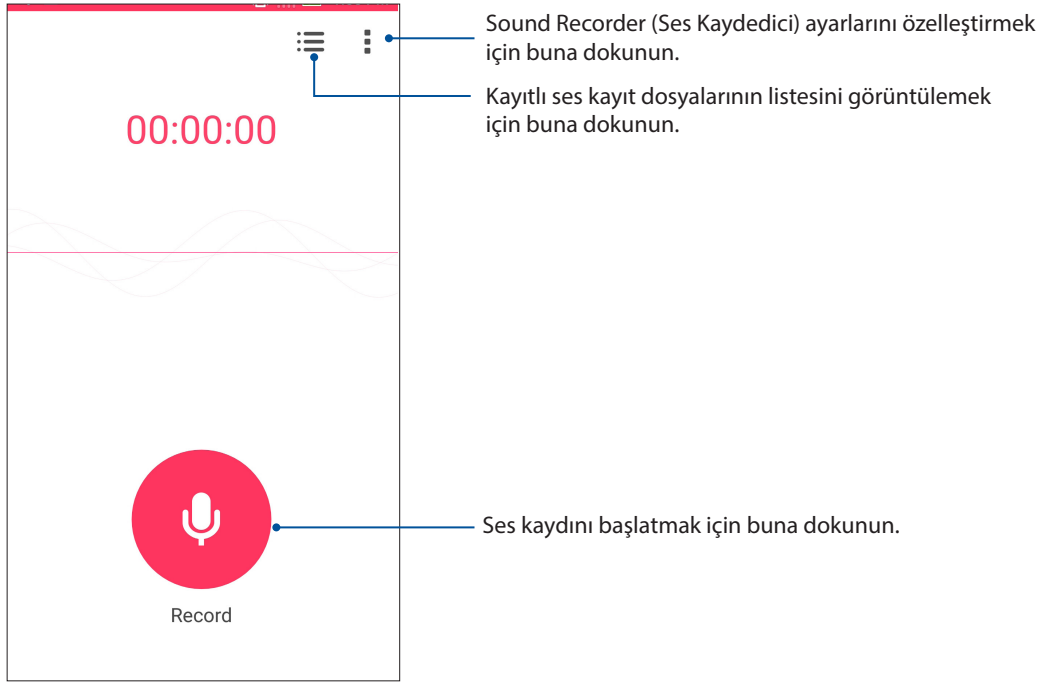 Sound Recorder (Ses Kaydedici) ayarlarını özelleştirmek
için buna dokunun.
Kayıtlı ses kayıt dosyalarının listesini görüntülemek
için buna dokunun.
00:00:00
Ses kaydını başlatmak için buna dokunun.
Record